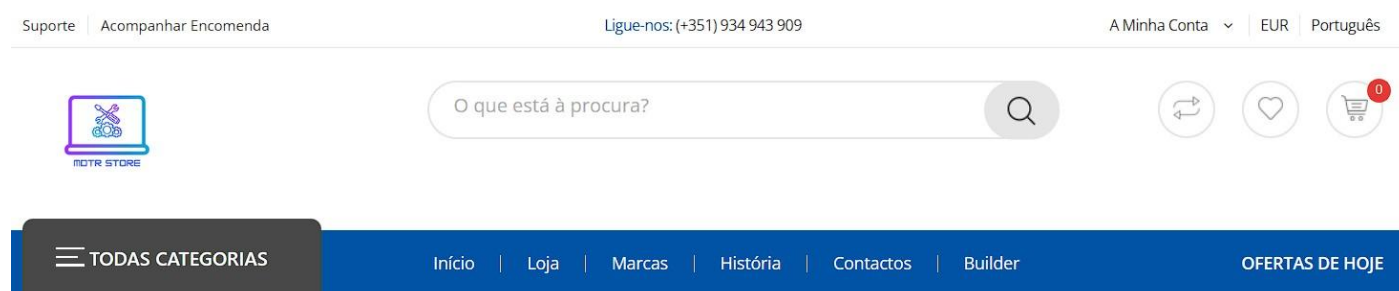 Suporte Acompanhar Encomenda Ligue-nos: (+351) 934 943 909 A Minha Conta EUR Português
O que está à procura? 0
MDTR STORE
TODAS CATEGORIAS Início | Loja | Marcas | História | Contactos | Builder OFERTAS DE HOJE